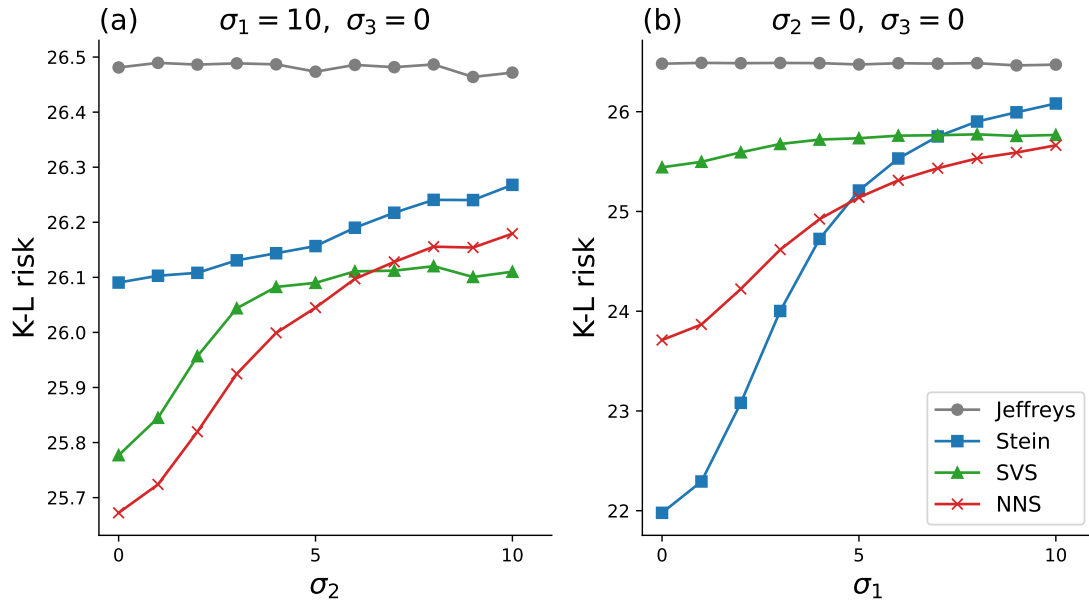 (a) σ₁ = 10, σ₃ = 0
26.5
26.4
26.3
26.2
26.1
26.0
25.9
25.8
25.7
K-L risk
0 5 10
σ₂
(b) σ₂ = 0, σ₃ = 0
26
25
24
23
22
K-L risk
0 5 10
σ₁
Jeffreys
Stein
SVS
NNS